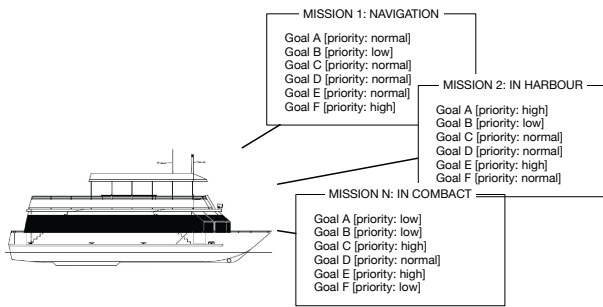 MISSION 1: NAVIGATION
Goal A [priority: normal]
Goal B [priority: low]
Goal C [priority: normal]
Goal D [priority: normal]
Goal E [priority: normal]
Goal F [priority: high]
MISSION 2: IN HARBOUR
Goal A [priority: high]
Goal B [priority: low]
Goal C [priority: normal]
Goal D [priority: normal]
Goal E [priority: high]
Goal F [priority: normal]
MISSION N: IN COMBACT
Goal A [priority: low]
Goal B [priority: low]
Goal C [priority: high]
Goal D [priority: normal]
Goal E [priority: high]
Goal F [priority: low]